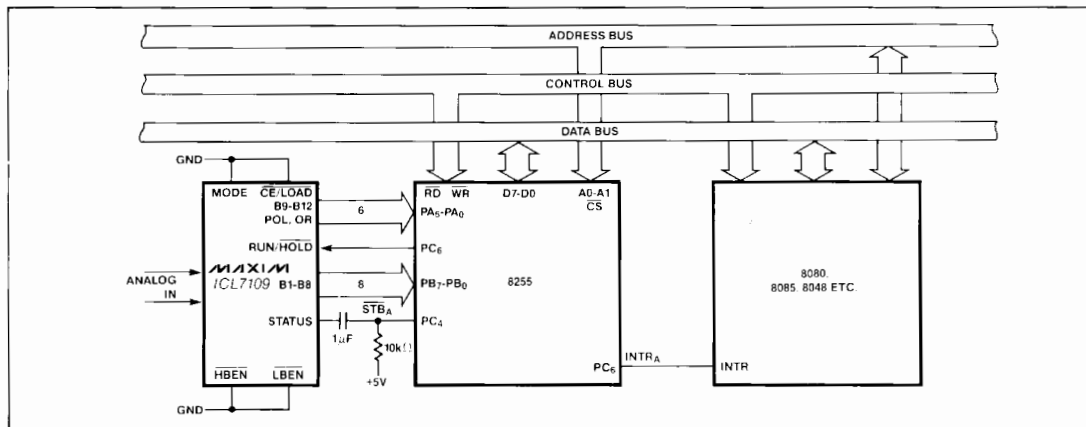 ADDRESS BUS
CONTROL BUS
DATA BUS
GND
MODE
CE/LOAD
B9-B12
POL, OR
RUN/HOLD
MAXIM
ICL7109
B1-B8
STATUS
HBEN
LBEN
GND
ANALOG
IN
6
8
STBA
1µF
10kΩ
+5V
RD
WR
D7-D0
A0-A1
CS
PA5-PA0
PC6
PB7-PB0
8255
PC4
PC6
INTRA
INTR
8080,
8085, 8048 ETC.